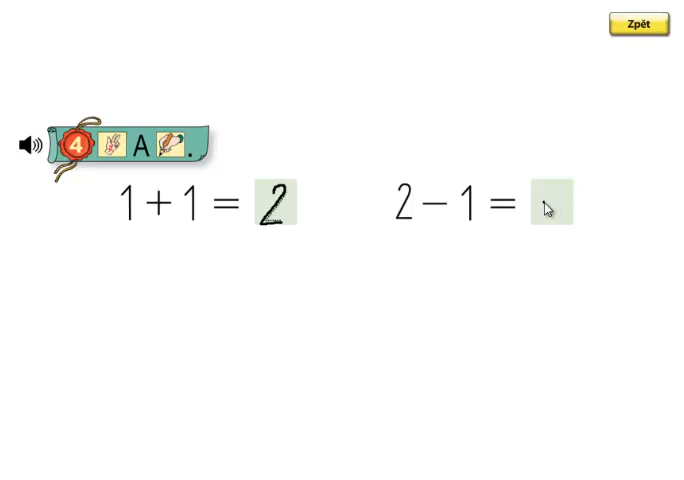 Zpět
4 A .
1 + 1 = 2
2 - 1 =